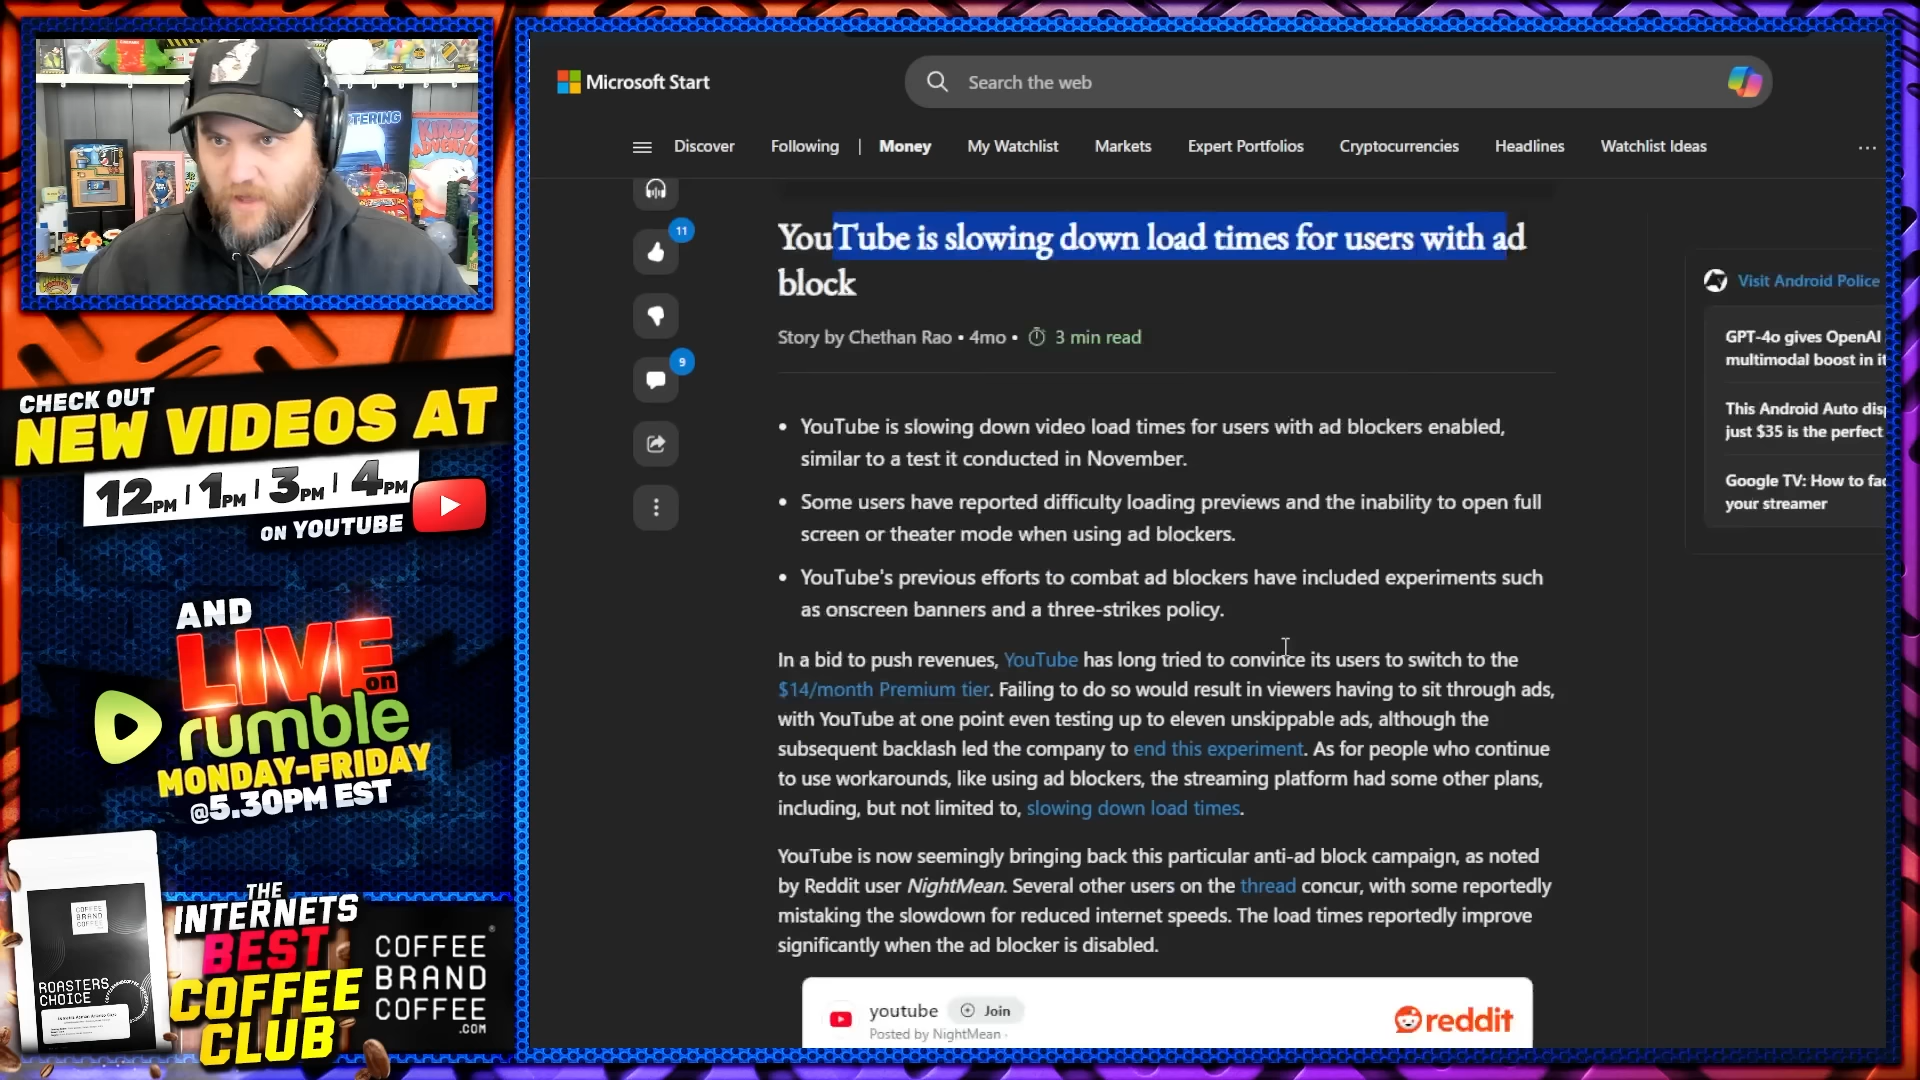 TERING
KIRBY'S
ADVENTURE
CHECK OUT
NEW VIDEOS AT
12PM | 1PM | 3PM | 4PM
ON YOUTUBE
AND
LIVE
on
rumble
MONDAY-FRIDAY
@5.30PM EST
THE
INTERNETS
BEST
COFFEE
CLUB
COFFEE
BRAND
COFFEE
.COM
COFFEE
BRAND
COFFEE
ROASTERS
CHOICE
Microsoft Start
Search the web
Discover
Following
|
Money
My Watchlist
Markets
Expert Portfolios
Cryptocurrencies
Headlines
Watchlist Ideas
...
11
9
YouTube is slowing down load times for users with ad
block
Story by Chethan Rao • 4mo • 3 min read
• YouTube is slowing down video load times for users with ad blockers enabled,
similar to a test it conducted in November.
• Some users have reported difficulty loading previews and the inability to open full
screen or theater mode when using ad blockers.
• YouTube's previous efforts to combat ad blockers have included experiments such
as onscreen banners and a three-strikes policy.
In a bid to push revenues, YouTube has long tried to convince its users to switch to the
$14/month Premium tier. Failing to do so would result in viewers having to sit through ads,
with YouTube at one point even testing up to eleven unskippable ads, although the
subsequent backlash led the company to end this experiment. As for people who continue
to use workarounds, like using ad blockers, the streaming platform had some other plans,
including, but not limited to, slowing down load times.
YouTube is now seemingly bringing back this particular anti-ad block campaign, as noted
by Reddit user NightMean. Several other users on the thread concur, with some reportedly
mistaking the slowdown for reduced internet speeds. The load times reportedly improve
significantly when the ad blocker is disabled.
youtube
Join
Posted by NightMean ·
reddit
Visit Android Police
GPT-4o gives OpenAI
multimodal boost in it
This Android Auto disp
just $35 is the perfect
Google TV: How to fac
your streamer